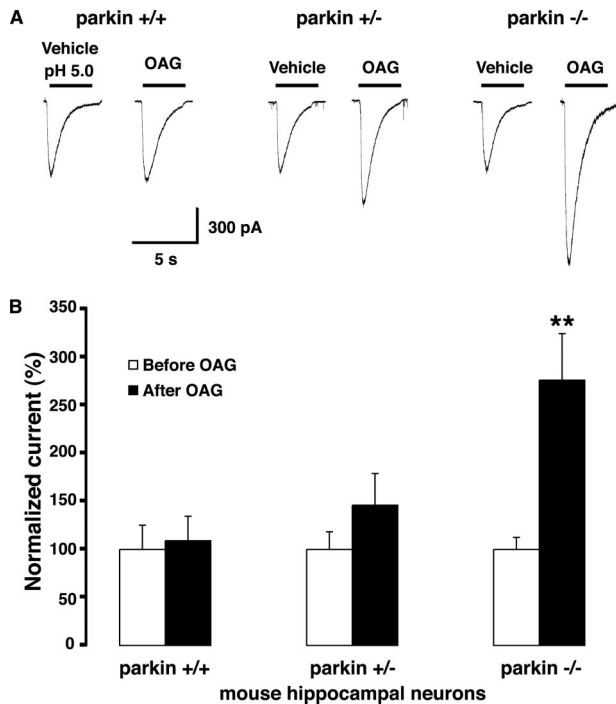 A
parkin +/+
parkin +/-
parkin -/-
Vehicle
pH 5.0
OAG
Vehicle
OAG
Vehicle
OAG
300 pA
5 s
B
350
300
250
200
150
100
50
0
Normalized current (%)
Before OAG
After OAG
**
parkin +/+
parkin +/-
parkin -/-
mouse hippocampal neurons